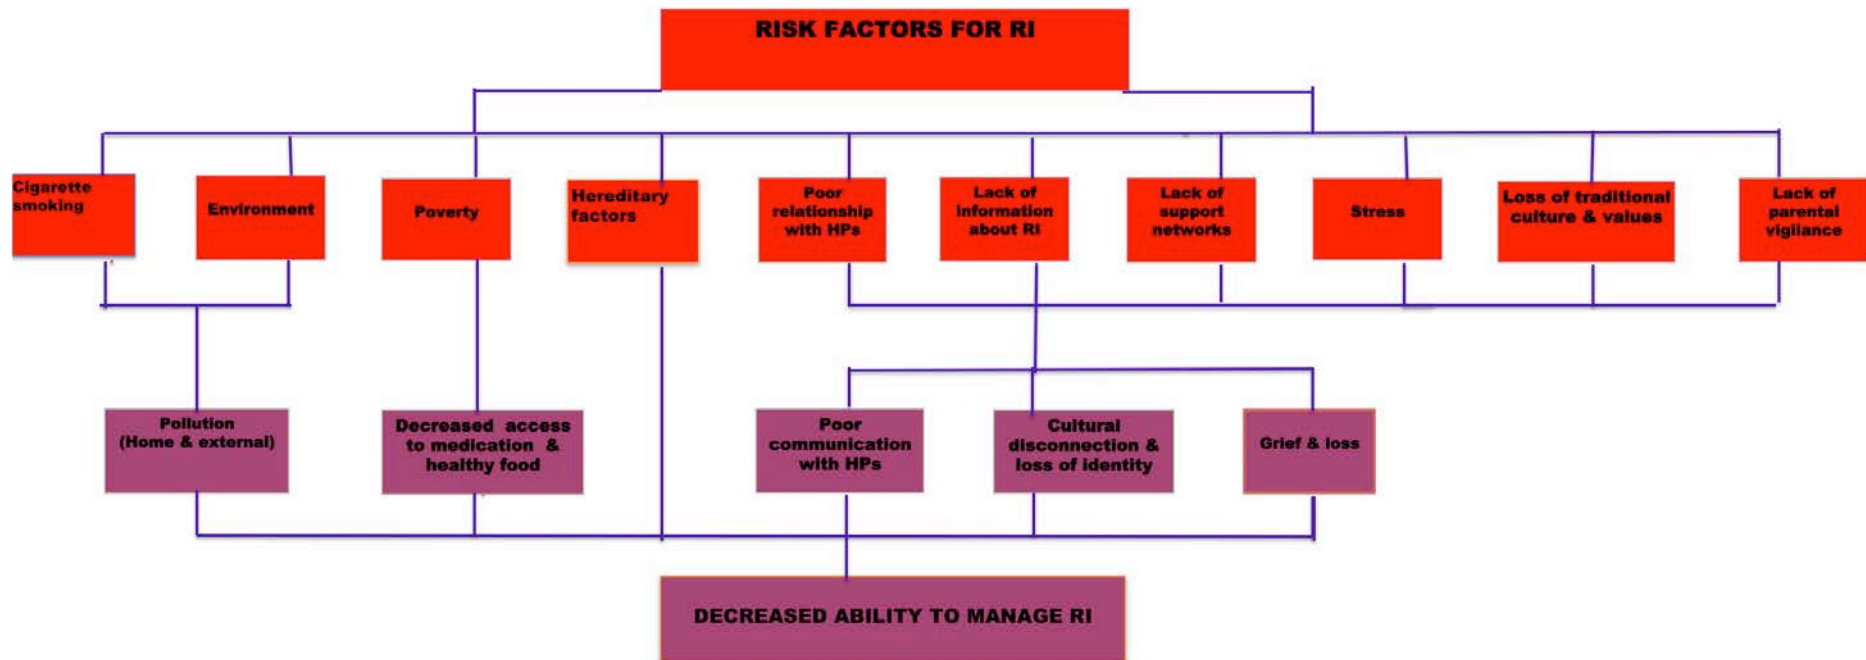 RISK FACTORS FOR RI
Cigarette
smoking
Environment
Poverty
Hereditary
factors
Poor
relationship
with HPs
Lack of
information
about RI
Lack of
support
networks
Stress
Loss of traditional
culture & values
Lack of
parental
vigilance
Pollution
(Home & external)
Decreased access
to medication &
healthy food
Poor
communication
with HPs
Cultural
disconnection &
loss of identity
Grief & loss
DECREASED ABILITY TO MANAGE RI